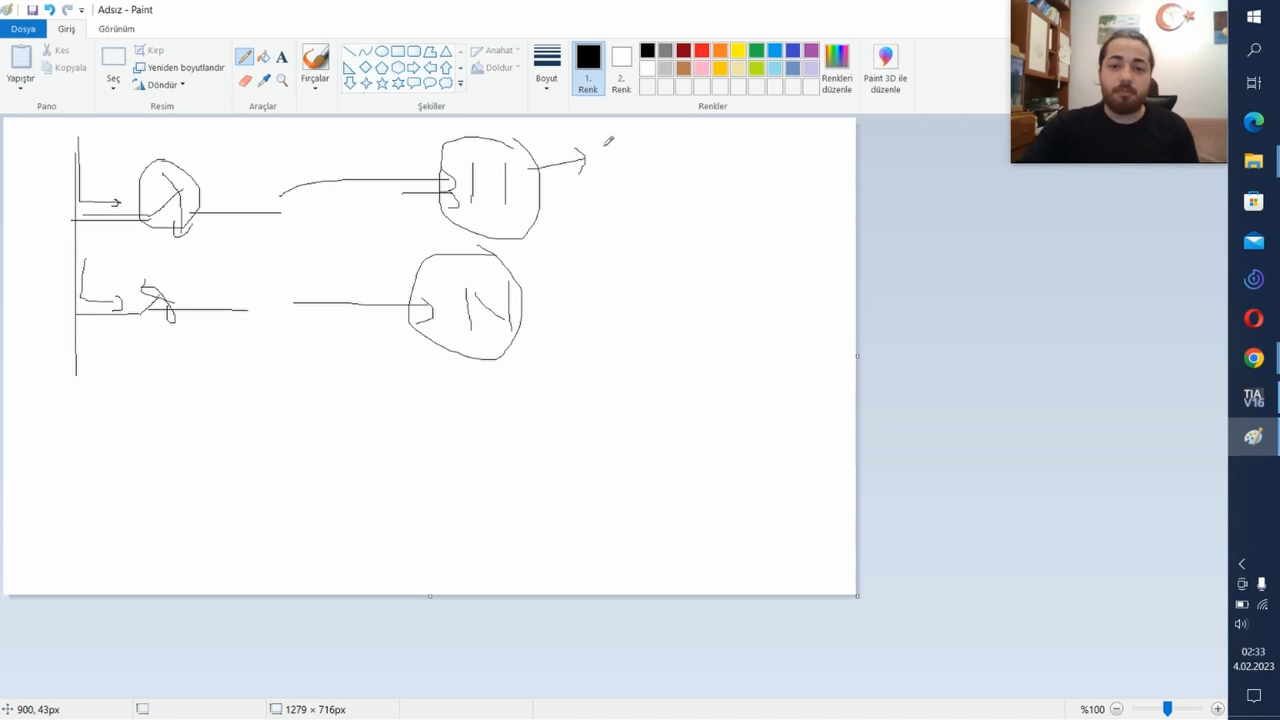 Adsız - Paint
Dosya Giriş Görünüm
Yapıştır
Kes
Kopyala
Seç
Kırp
Yeniden boyutlandır
Döndür
A
Fırçalar
Anahat
Doldur
Boyut
1.
Renk
2.
Renk
Renkleri
düzenle
Paint 3D ile
düzenle
Pano Resim Araçlar Şekiller Renkler
TIA
V16
02:33
4.02.2023
900, 43px
1279 × 716px
%100